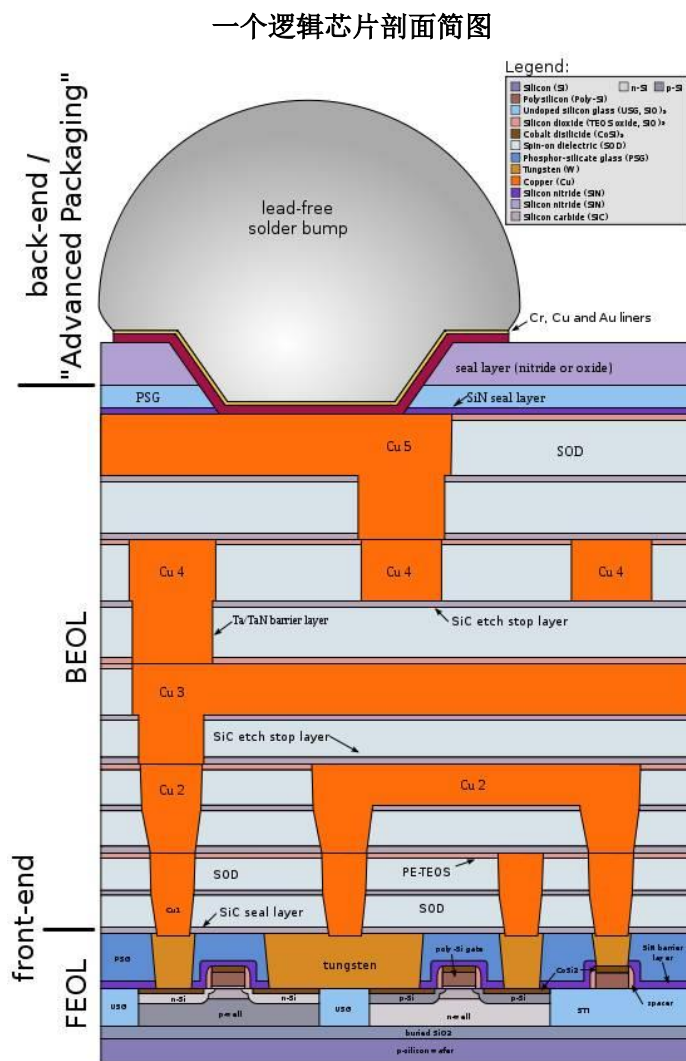 一个逻辑芯片剖面简图
Legend:
Silicon (Si)
n-Si
p-Si
Polysilicon (Poly-Si)
Undoped silicon glass (USG, SIO)₂
Silicon dioxide (TEOS oxide, SIO)²
Cobalt disilicide (CoSi)₂
Spin-on dielectric (SOD)
Phosphor-silicate glass (PSG)
Tungsten (W)
Copper (Cu)
Silicon nitride (SiN)
Silicon nitride (SiN)
Silicon carbide (SiC)
back-end /
"Advanced Packaging"
lead-free
solder bump
Cr, Cu and Au liners
seal layer (nitride or oxide)
PSG
SiN seal layer
Cu 5
SOD
BEOL
Cu 4
Cu 4
Cu 4
Ta/TaN barrier layer
SiC etch stop layer
Cu 3
SiC etch stop layer
Cu 2
Cu 2
SOD
PE-TEOS
Cu1
SiC seal layer
SOD
front-end
FEOL
PSG
tungsten
poly-Si gate
CoSi2
SiN barrier
layer
spacer
USG
n-Si
n-Si
p-well
USG
p-Si
p-Si
n-well
STI
buried SiO2
p-silicon wafer